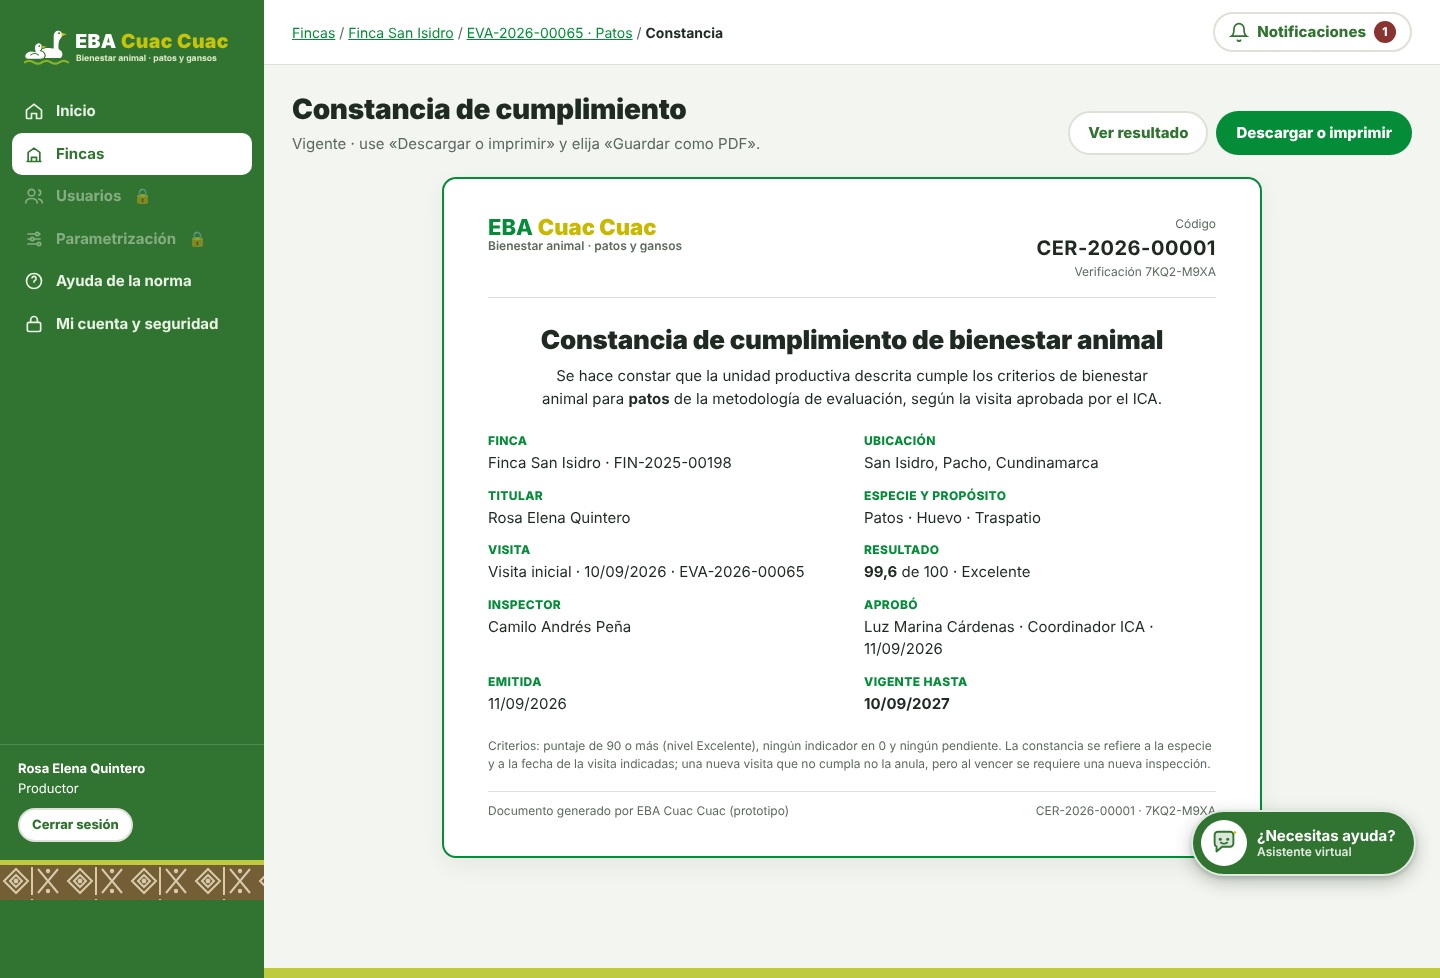 EBA Cuac Cuac
Bienestar animal · patos y gansos
Inicio
Fincas
Usuarios
Parametrización
Ayuda de la norma
Mi cuenta y seguridad
Rosa Elena Quintero
Productor
Cerrar sesión
Fincas / Finca San Isidro / EVA-2026-00065 · Patos / Constancia
Notificaciones 1
Constancia de cumplimiento
Vigente · use «Descargar o imprimir» y elija «Guardar como PDF».
Ver resultado
Descargar o imprimir
EBA Cuac Cuac
Bienestar animal · patos y gansos
Código
CER-2026-00001
Verificación 7KQ2-M9XA
Constancia de cumplimiento de bienestar animal
Se hace constar que la unidad productiva descrita cumple los criterios de bienestar
animal para patos de la metodología de evaluación, según la visita aprobada por el ICA.
FINCA
Finca San Isidro · FIN-2025-00198
UBICACIÓN
San Isidro, Pacho, Cundinamarca
TITULAR
Rosa Elena Quintero
ESPECIE Y PROPÓSITO
Patos · Huevo · Traspatio
VISITA
Visita inicial · 10/09/2026 · EVA-2026-00065
RESULTADO
99,6 de 100 · Excelente
INSPECTOR
Camilo Andrés Peña
APROBÓ
Luz Marina Cárdenas · Coordinador ICA ·
11/09/2026
EMITIDA
11/09/2026
VIGENTE HASTA
10/09/2027
Criterios: puntaje de 90 o más (nivel Excelente), ningún indicador en 0 y ningún pendiente. La constancia se refiere a la especie
y a la fecha de la visita indicadas; una nueva visita que no cumpla no la anula, pero al vencer se requiere una nueva inspección.
Documento generado por EBA Cuac Cuac (prototipo)
CER-2026-00001 · 7KQ2-M9XA
¿Necesitas ayuda?
Asistente virtual